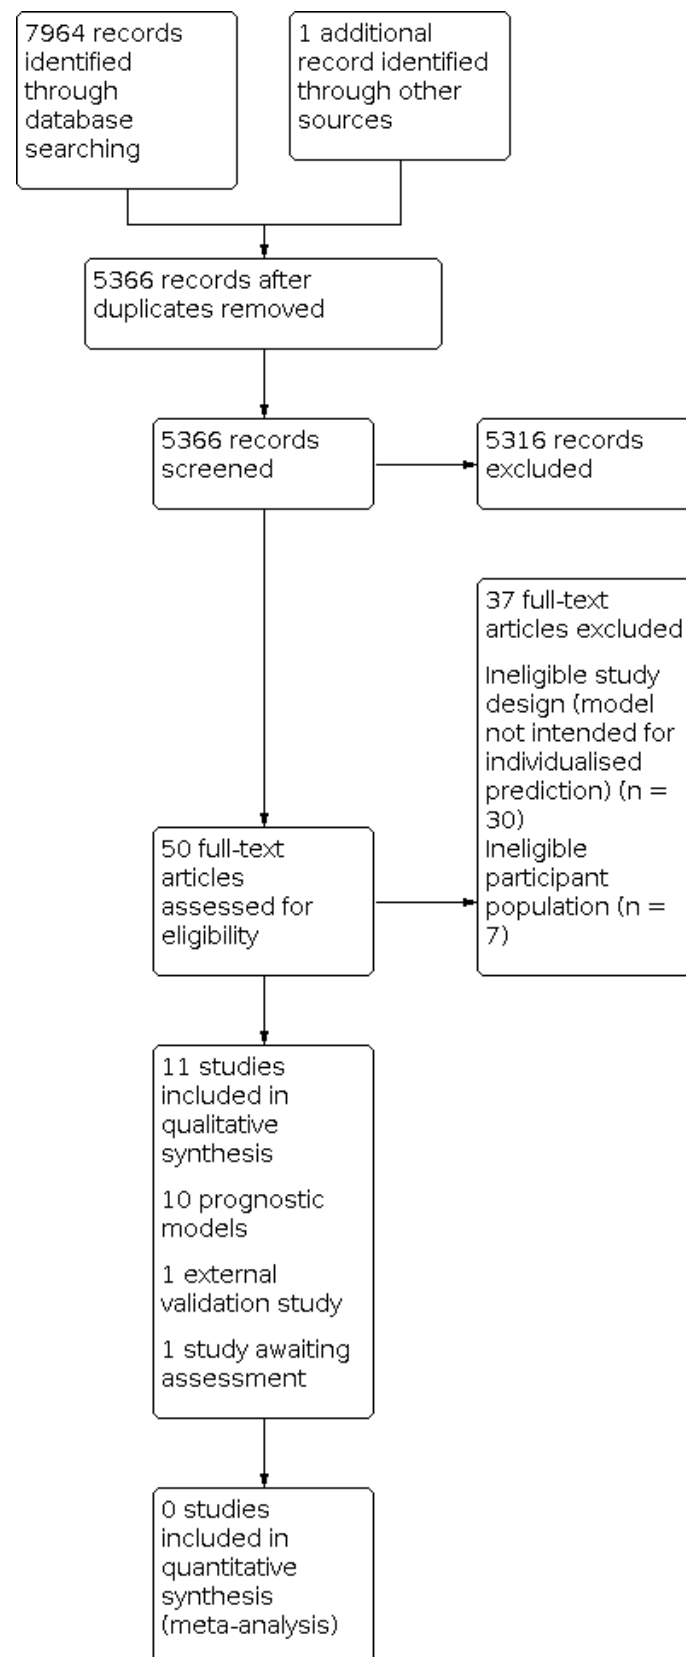 7964 records
identified
through
database
searching
1 additional
record identified
through other
sources
5366 records after
duplicates removed
5366 records
screened
5316 records
excluded
37 full-text
articles excluded
Ineligible study
design (model
not intended for
individualised
prediction) (n =
30)
Ineligible
participant
population (n =
7)
50 full-text
articles
assessed for
eligibility
11 studies
included in
qualitative
synthesis
10 prognostic
models
1 external
validation study
1 study awaiting
assessment
0 studies
included in
quantitative
synthesis
(meta-analysis)